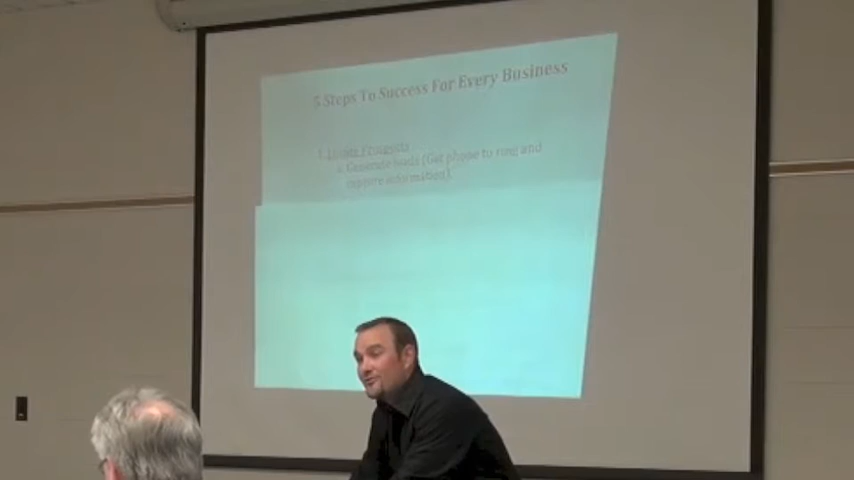 5 Steps To Success For Every Business
1. Locate Prospects
a. Generate leads (Get phone to ring and
capture information).